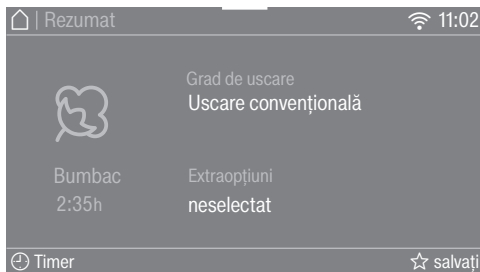 | Rezumat 11:02
Grad de uscare
Uscare convențională
Bumbac
2:35h
Extraopțiuni
neselectat
Timer salvați